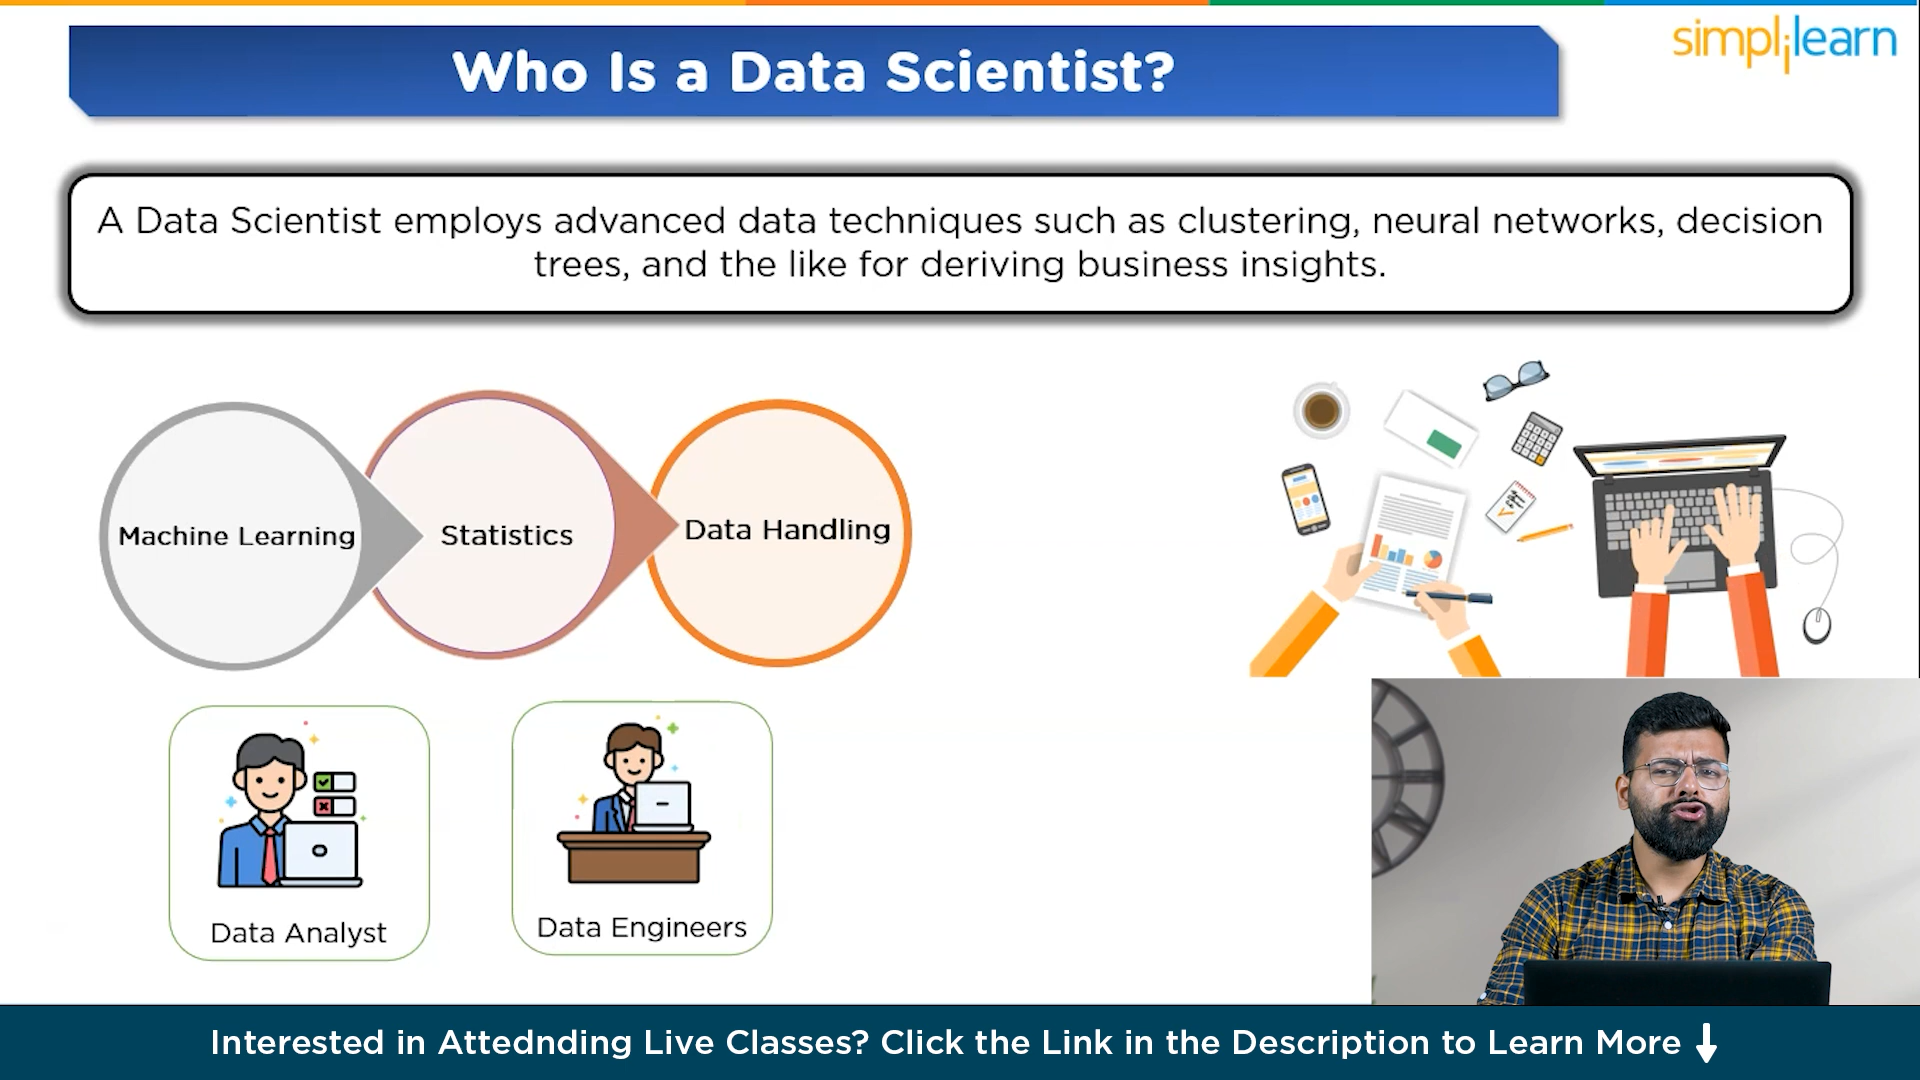 Who Is a Data Scientist?
simplilearn
A Data Scientist employs advanced data techniques such as clustering, neural networks, decision
trees, and the like for deriving business insights.
Machine Learning
Statistics
Data Handling
Data Analyst
Data Engineers
Interested in Attednding Live Classes? Click the Link in the Description to Learn More